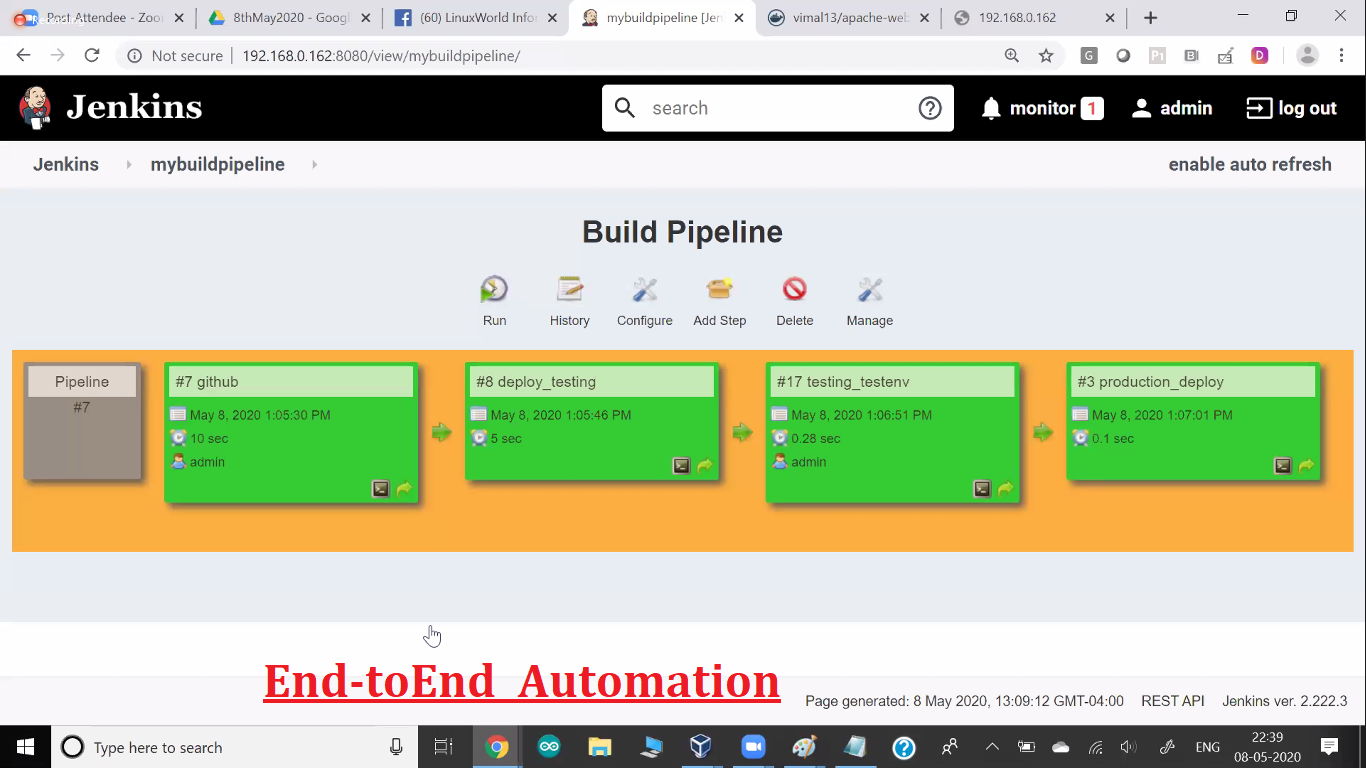 2nd Attendee - Zoo
8thMay2020 - Googl
(60) LinuxWorld Info
mybuildpipeline [Jen
vimal13/apache-web
192.168.0.162
Not secure
192.168.0.162:8080/view/mybuildpipeline/
Jenkins
search
monitor 1
admin
log out
Jenkins
mybuildpipeline
enable auto refresh
Build Pipeline
Run
History
Configure
Add Step
Delete
Manage
Pipeline
#7
#7 github
May 8, 2020 1:05:30 PM
10 sec
admin
#8 deploy_testing
May 8, 2020 1:05:46 PM
5 sec
#17 testing_testenv
May 8, 2020 1:06:51 PM
0.28 sec
admin
#3 production_deploy
May 8, 2020 1:07:01 PM
0.1 sec
End-toEnd Automation
Page generated: 8 May 2020, 13:09:12 GMT-04:00
REST API
Jenkins ver. 2.222.3
Type here to search
ENG
22:39
08-05-2020